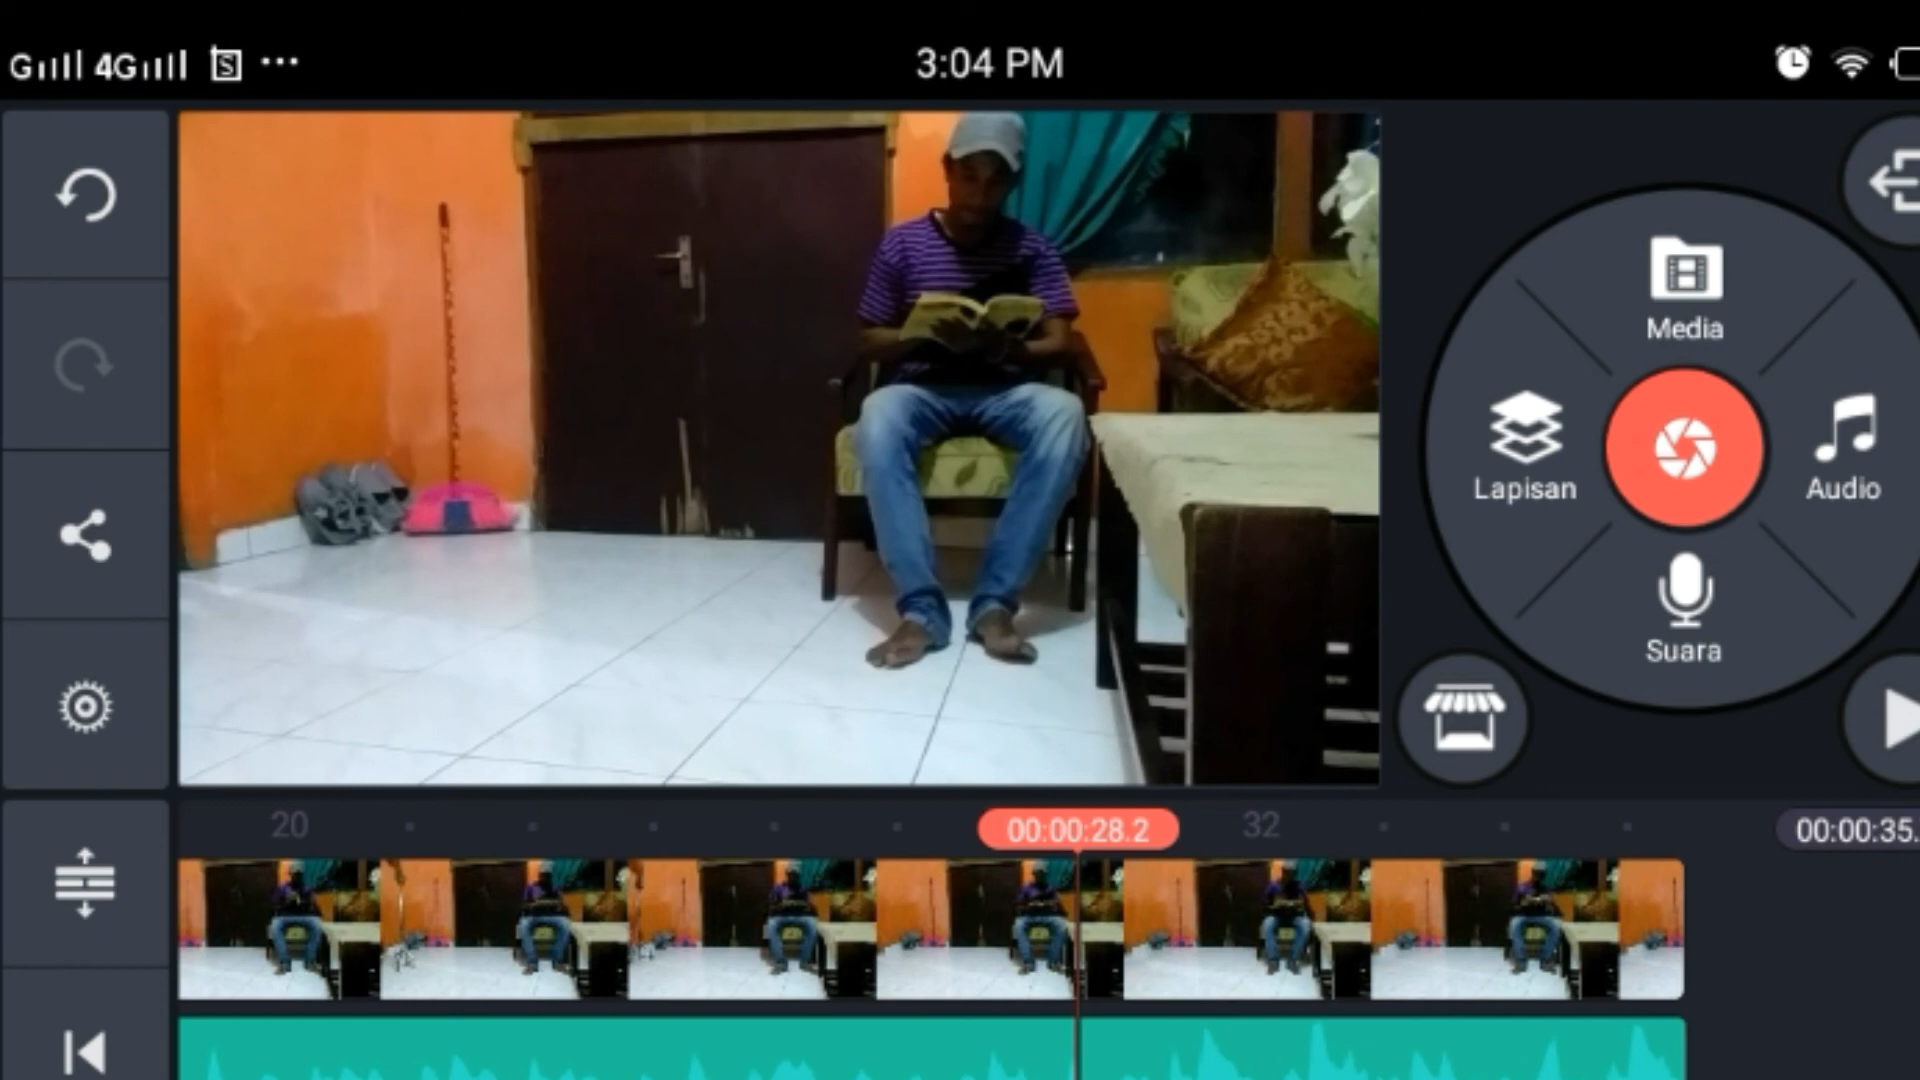 G 4G S ... 3:04 PM
Media
Lapisan
Audio
Suara
20
00:00:28.2
32
00:00:35.